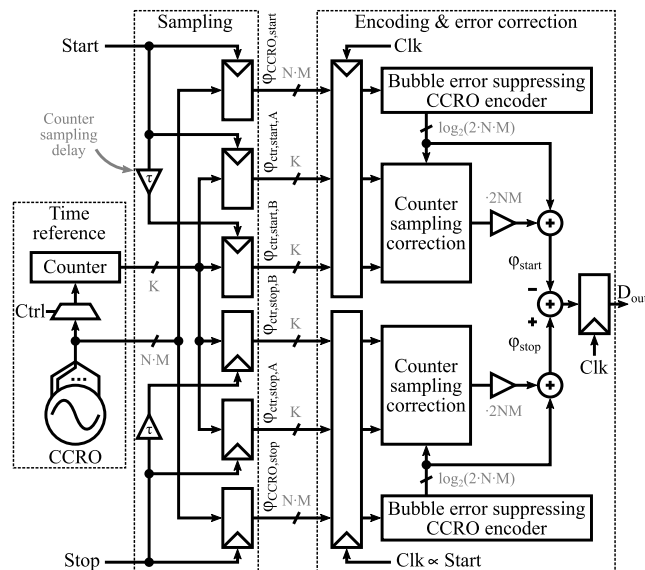 Sampling
Encoding & error correction
Start
Clk
φCCRO,start
N·M
Bubble error suppressing
CCRO encoder
log₂(2·N·M)
Counter
sampling
delay
τ
φctr,start,A
K
Counter
sampling
correction
·2NM
+
Time
reference
Counter
K
φctr,start,B
K
φstart
Ctrl
N·M
φctr,stop,B
K
−
+
+
Dout
Clk
φstop
...
CCRO
τ
φctr,stop,A
K
Counter
sampling
correction
·2NM
+
φCCRO,stop
N·M
log₂(2·N·M)
Bubble error suppressing
CCRO encoder
Stop
Clk ∝ Start